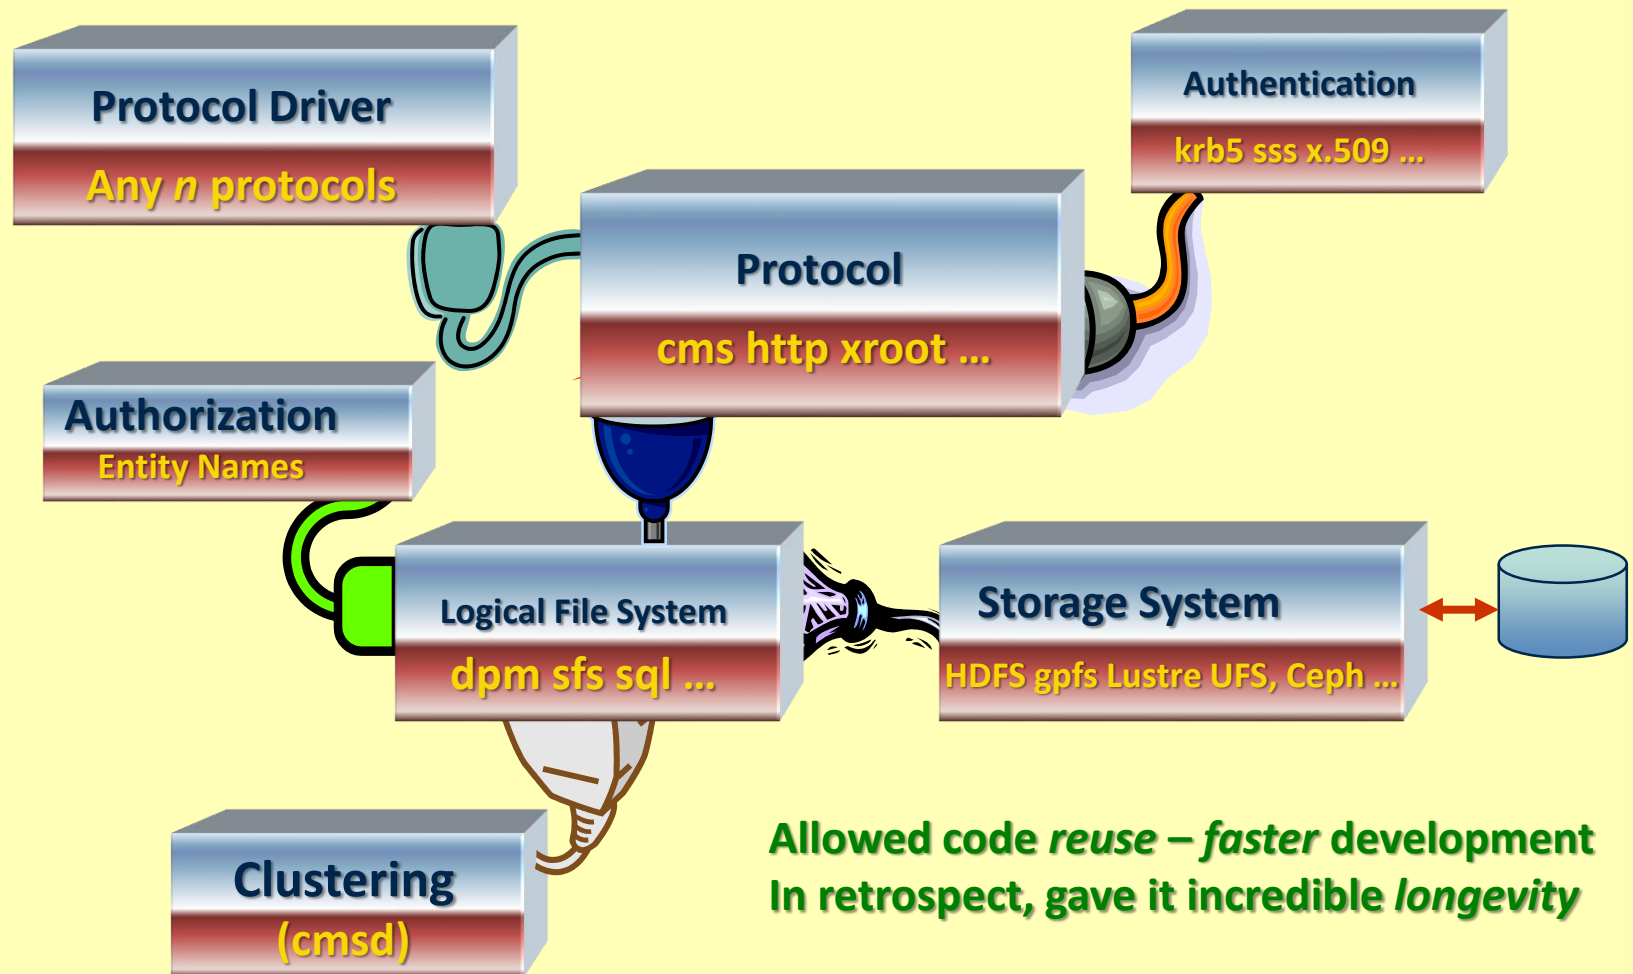 Protocol Driver
Any n protocols
Authentication
krb5 sss x.509 ...
Protocol
cms http xroot ...
Authorization
Entity Names
Logical File System
dpm sfs sql ...
Storage System
HDFS gpfs Lustre UFS, Ceph ...
Clustering
(cmsd)
Allowed code reuse – faster development
In retrospect, gave it incredible longevity